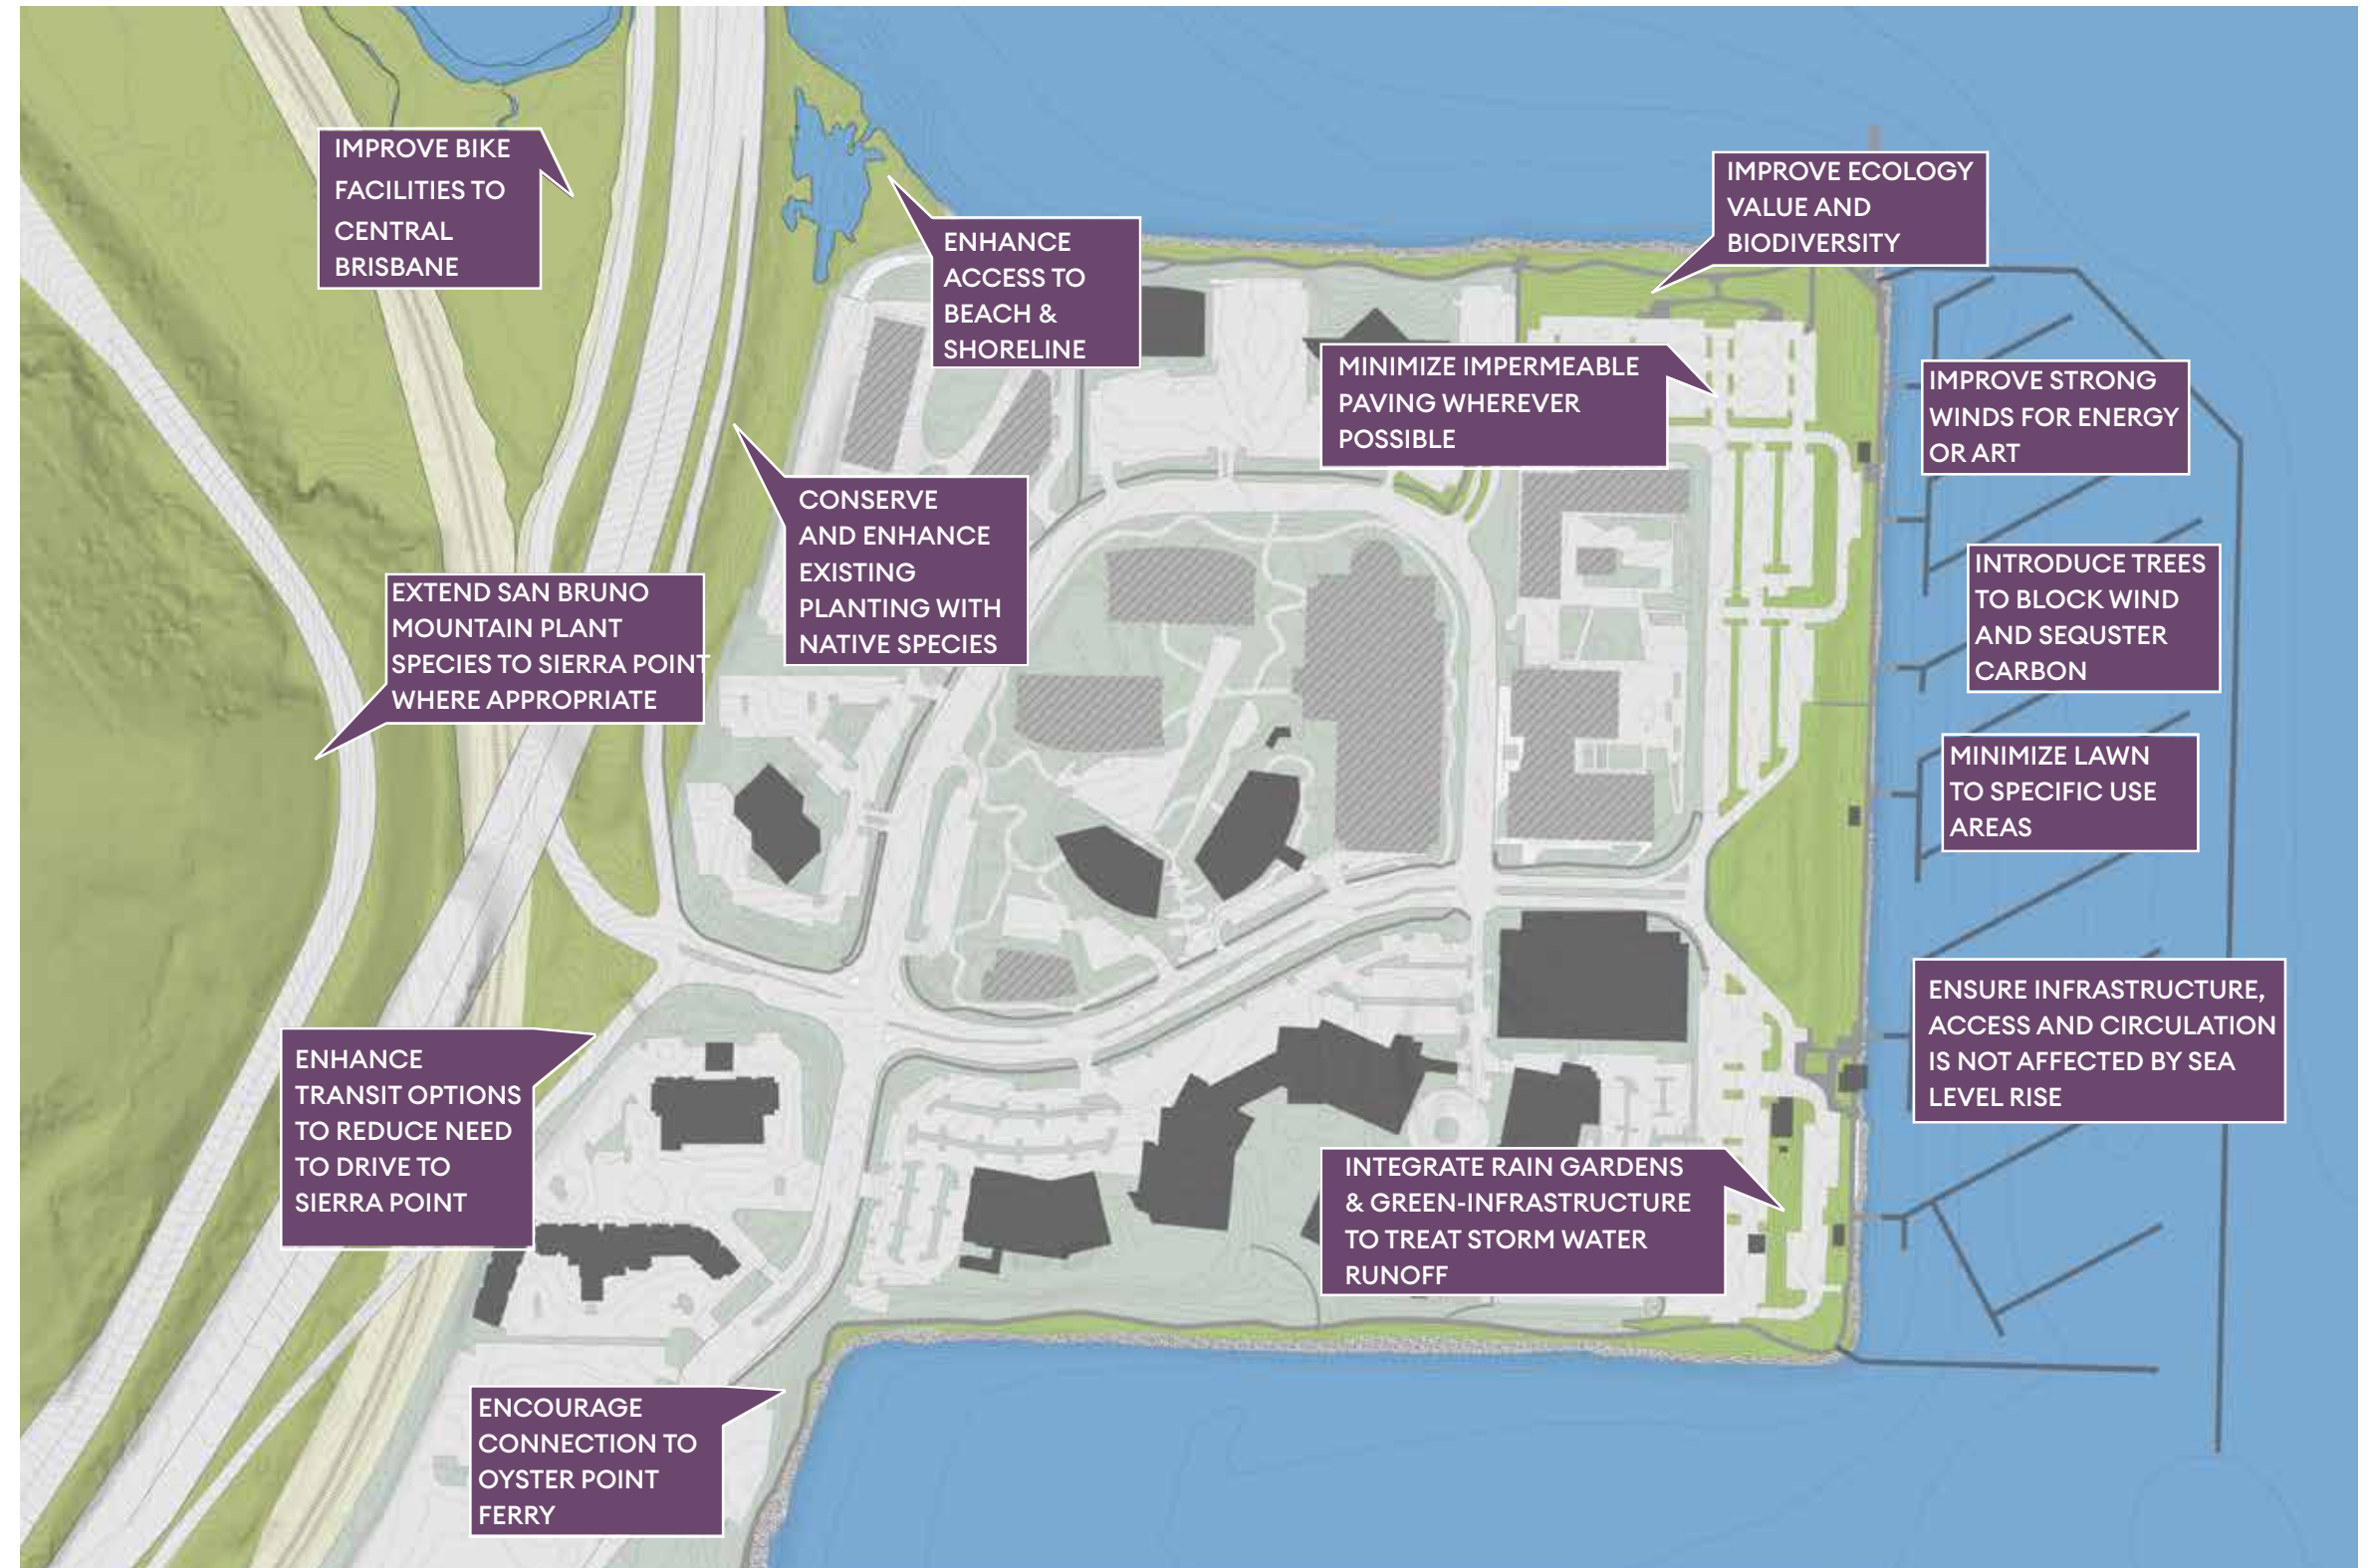 IMPROVE BIKE
FACILITIES TO
CENTRAL
BRISBANE
ENHANCE
ACCESS TO
BEACH &
SHORELINE
IMPROVE ECOLOGY
VALUE AND
BIODIVERSITY
MINIMIZE IMPERMEABLE
PAVING WHEREVER
POSSIBLE
IMPROVE STRONG
WINDS FOR ENERGY
OR ART
CONSERVE
AND ENHANCE
EXISTING
PLANTING WITH
NATIVE SPECIES
INTRODUCE TREES
TO BLOCK WIND
AND SEQUSTER
CARBON
EXTEND SAN BRUNO
MOUNTAIN PLANT
SPECIES TO SIERRA POINT
WHERE APPROPRIATE
MINIMIZE LAWN
TO SPECIFIC USE
AREAS
ENSURE INFRASTRUCTURE,
ACCESS AND CIRCULATION
IS NOT AFFECTED BY SEA
LEVEL RISE
ENHANCE
TRANSIT OPTIONS
TO REDUCE NEED
TO DRIVE TO
SIERRA POINT
INTEGRATE RAIN GARDENS
& GREEN-INFRASTRUCTURE
TO TREAT STORM WATER
RUNOFF
ENCOURAGE
CONNECTION TO
OYSTER POINT
FERRY